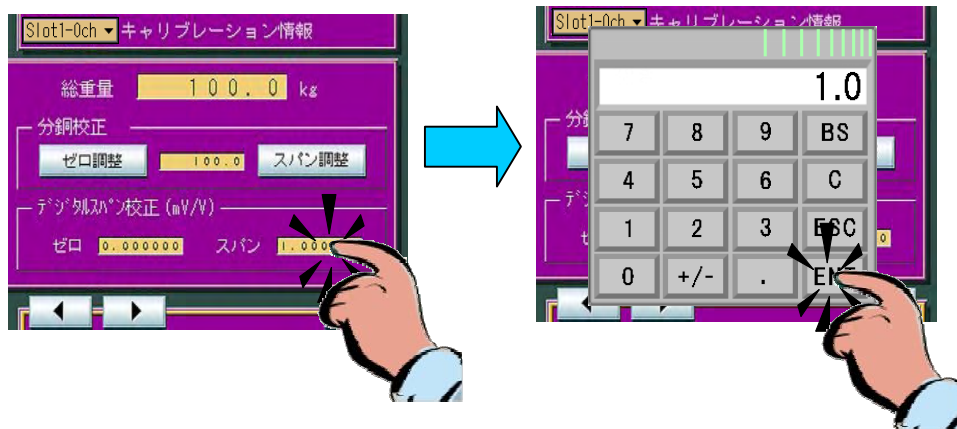 Slot1-0ch キャリブレーション情報
総重量 100.0 kg
分銅校正
ゼロ調整 100.0 スパン調整
デジタルスパン校正 (mV/V)
ゼロ 0.000000 スパン 1.000
Slot1-0ch キャリブレーション情報
1.0
7 8 9 BS
4 5 6 C
1 2 3 ESC
0 +/- . ENT